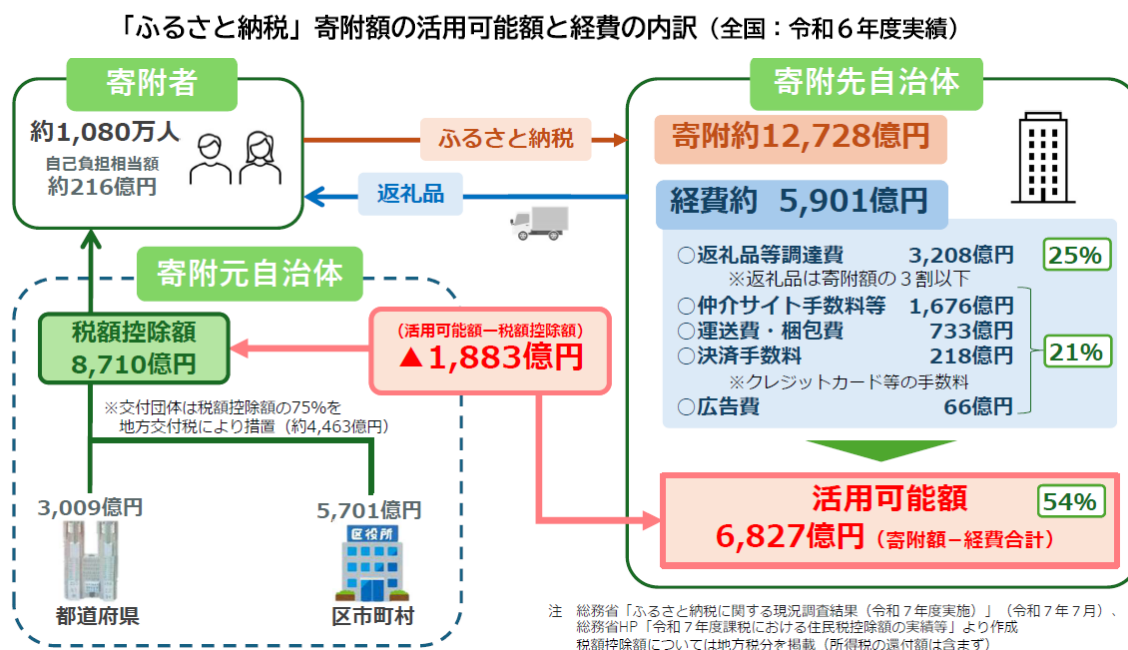 「ふるさと納税」寄附額の活用可能額と経費の内訳（全国：令和６年度実績）
寄附者
約1,080万人
自己負担相当額
約216億円
ふるさと納税
返礼品
寄附先自治体
寄附約12,728億円
経費約 5,901億円
○返礼品等調達費 3,208億円 25%
※返礼品は寄附額の３割以下
○仲介サイト手数料等 1,676億円
○運送費・梱包費 733億円
○決済手数料 218億円
21%
※クレジットカード等の手数料
○広告費 66億円
活用可能額 54%
6,827億円（寄附額－経費合計）
寄附元自治体
税額控除額
8,710億円
（活用可能額ー税額控除額）
▲1,883億円
※交付団体は税額控除額の75%を
地方交付税により措置（約4,463億円）
3,009億円
都道府県
5,701億円
区役所
区市町村
注 総務省「ふるさと納税に関する現況調査結果（令和７年度実施）」（令和７年７月）、
総務省HP「令和７年度課税における住民税控除額の実績等」より作成
税額控除額については地方税分を掲載（所得税の還付額は含まず）